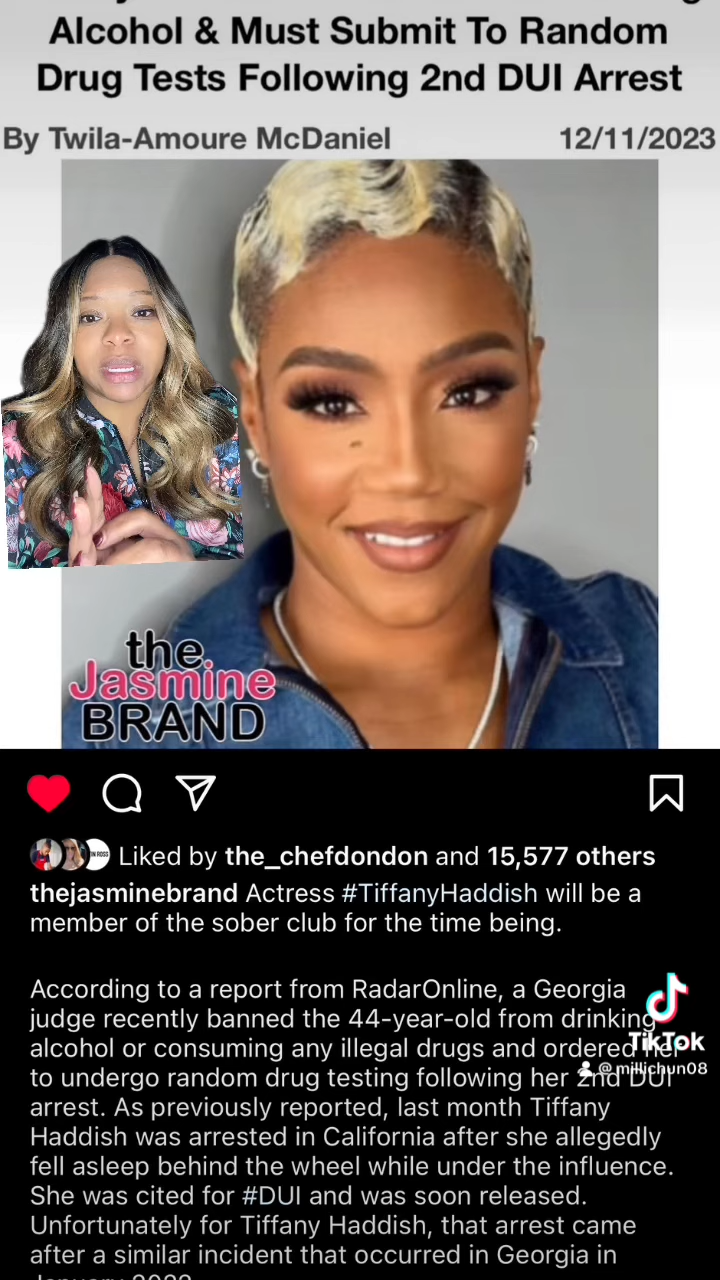 Alcohol & Must Submit To Random
Drug Tests Following 2nd DUI Arrest
By Twila-Amoure McDaniel 12/11/2023
the
Jasmine
BRAND
Liked by the_chefdondon and 15,577 others
thejasminebrand Actress #TiffanyHaddish will be a
member of the sober club for the time being.
According to a report from RadarOnline, a Georgia
judge recently banned the 44-year-old from drinking
alcohol or consuming any illegal drugs and ordered her
to undergo random drug testing following her 2nd DUI
arrest. As previously reported, last month Tiffany
Haddish was arrested in California after she allegedly
fell asleep behind the wheel while under the influence.
She was cited for #DUI and was soon released.
Unfortunately for Tiffany Haddish, that arrest came
after a similar incident that occurred in Georgia in
TikTok
@millichun08